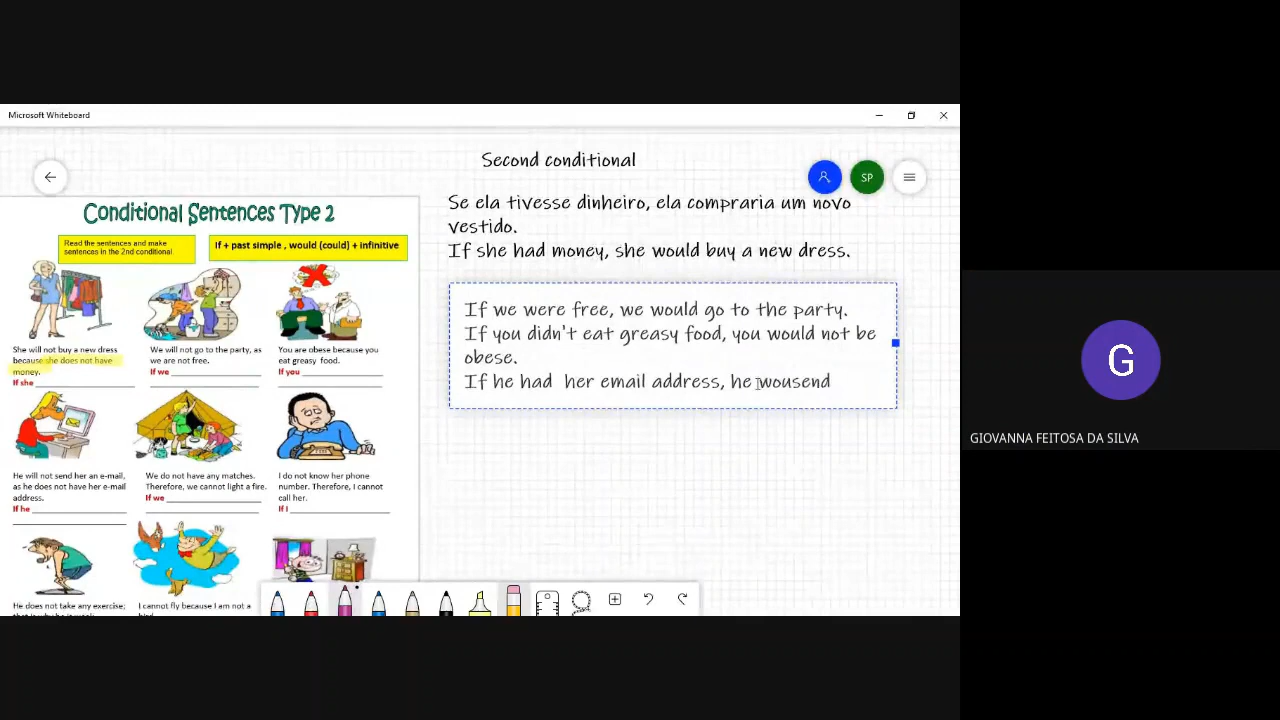 Microsoft Whiteboard
Second conditional
SP
Se ela tivesse dinheiro, ela compraria um novo
vestido.
If she had money, she would buy a new dress.
If we were free, we would go to the party.
If you didn't eat greasy food, you would not be
obese.
If he had her email address, he wousend
Conditional Sentences Type 2
Read the sentences and make
sentences in the 2nd conditional
If + past simple , would (could) + infinitive
She will not buy a new dress
because she does not have
money.
If she
We will not go to the party, as
we are not free.
If we
You are obese because you
eat greasy food.
If you
He will not send her an e-mail,
as he does not have her e-mail
address.
If he
We do not have any matches.
Therefore, we cannot light a fire.
If we
I do not know her phone
number. Therefore, I cannot
call her.
If I
He does not take any exercise;
I cannot fly because I am not a
G
GIOVANNA FEITOSA DA SILVA